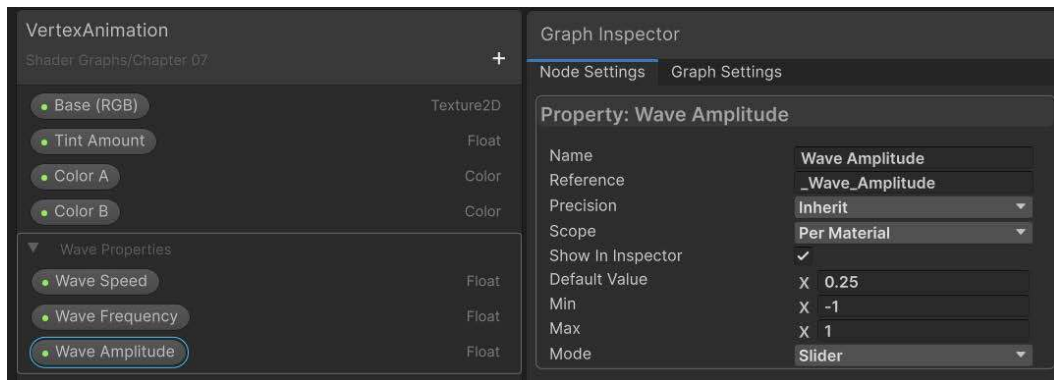 VertexAnimation
Shader Graphs/Chapter 07
+
Base (RGB) Texture2D
Tint Amount Float
Color A Color
Color B Color
Wave Properties
Wave Speed Float
Wave Frequency Float
Wave Amplitude Float
Graph Inspector
Node Settings Graph Settings
Property: Wave Amplitude
Name Wave Amplitude
Reference _Wave_Amplitude
Precision Inherit
Scope Per Material
Show In Inspector
Default Value X 0.25
Min X -1
Max X 1
Mode Slider